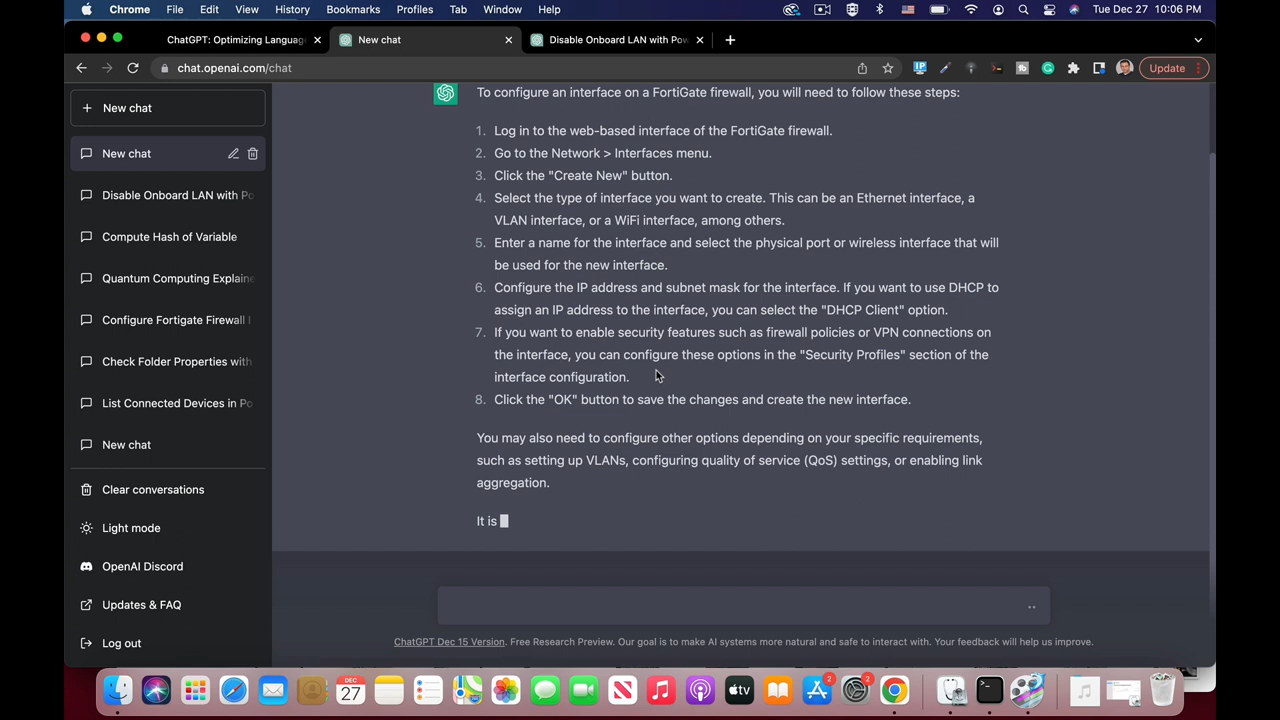 Chrome File Edit View History Bookmarks Profiles Tab Window Help Tue Dec 27 10:06 PM
ChatGPT: Optimizing Languag
New chat
Disable Onboard LAN with Pow
chat.openai.com/chat
Update
New chat
New chat
Disable Onboard LAN with Po
Compute Hash of Variable
Quantum Computing Explaine
Configure Fortigate Firewall I
Check Folder Properties with
List Connected Devices in Po
New chat
Clear conversations
Light mode
OpenAI Discord
Updates & FAQ
Log out
To configure an interface on a FortiGate firewall, you will need to follow these steps:
1. Log in to the web-based interface of the FortiGate firewall.
2. Go to the Network > Interfaces menu.
3. Click the "Create New" button.
4. Select the type of interface you want to create. This can be an Ethernet interface, a
VLAN interface, or a WiFi interface, among others.
5. Enter a name for the interface and select the physical port or wireless interface that will
be used for the new interface.
6. Configure the IP address and subnet mask for the interface. If you want to use DHCP to
assign an IP address to the interface, you can select the "DHCP Client" option.
7. If you want to enable security features such as firewall policies or VPN connections on
the interface, you can configure these options in the "Security Profiles" section of the
interface configuration.
8. Click the "OK" button to save the changes and create the new interface.
You may also need to configure other options depending on your specific requirements,
such as setting up VLANs, configuring quality of service (QoS) settings, or enabling link
aggregation.
It is
ChatGPT Dec 15 Version. Free Research Preview. Our goal is to make AI systems more natural and safe to interact with. Your feedback will help us improve.
DEC
27
tv
2
2